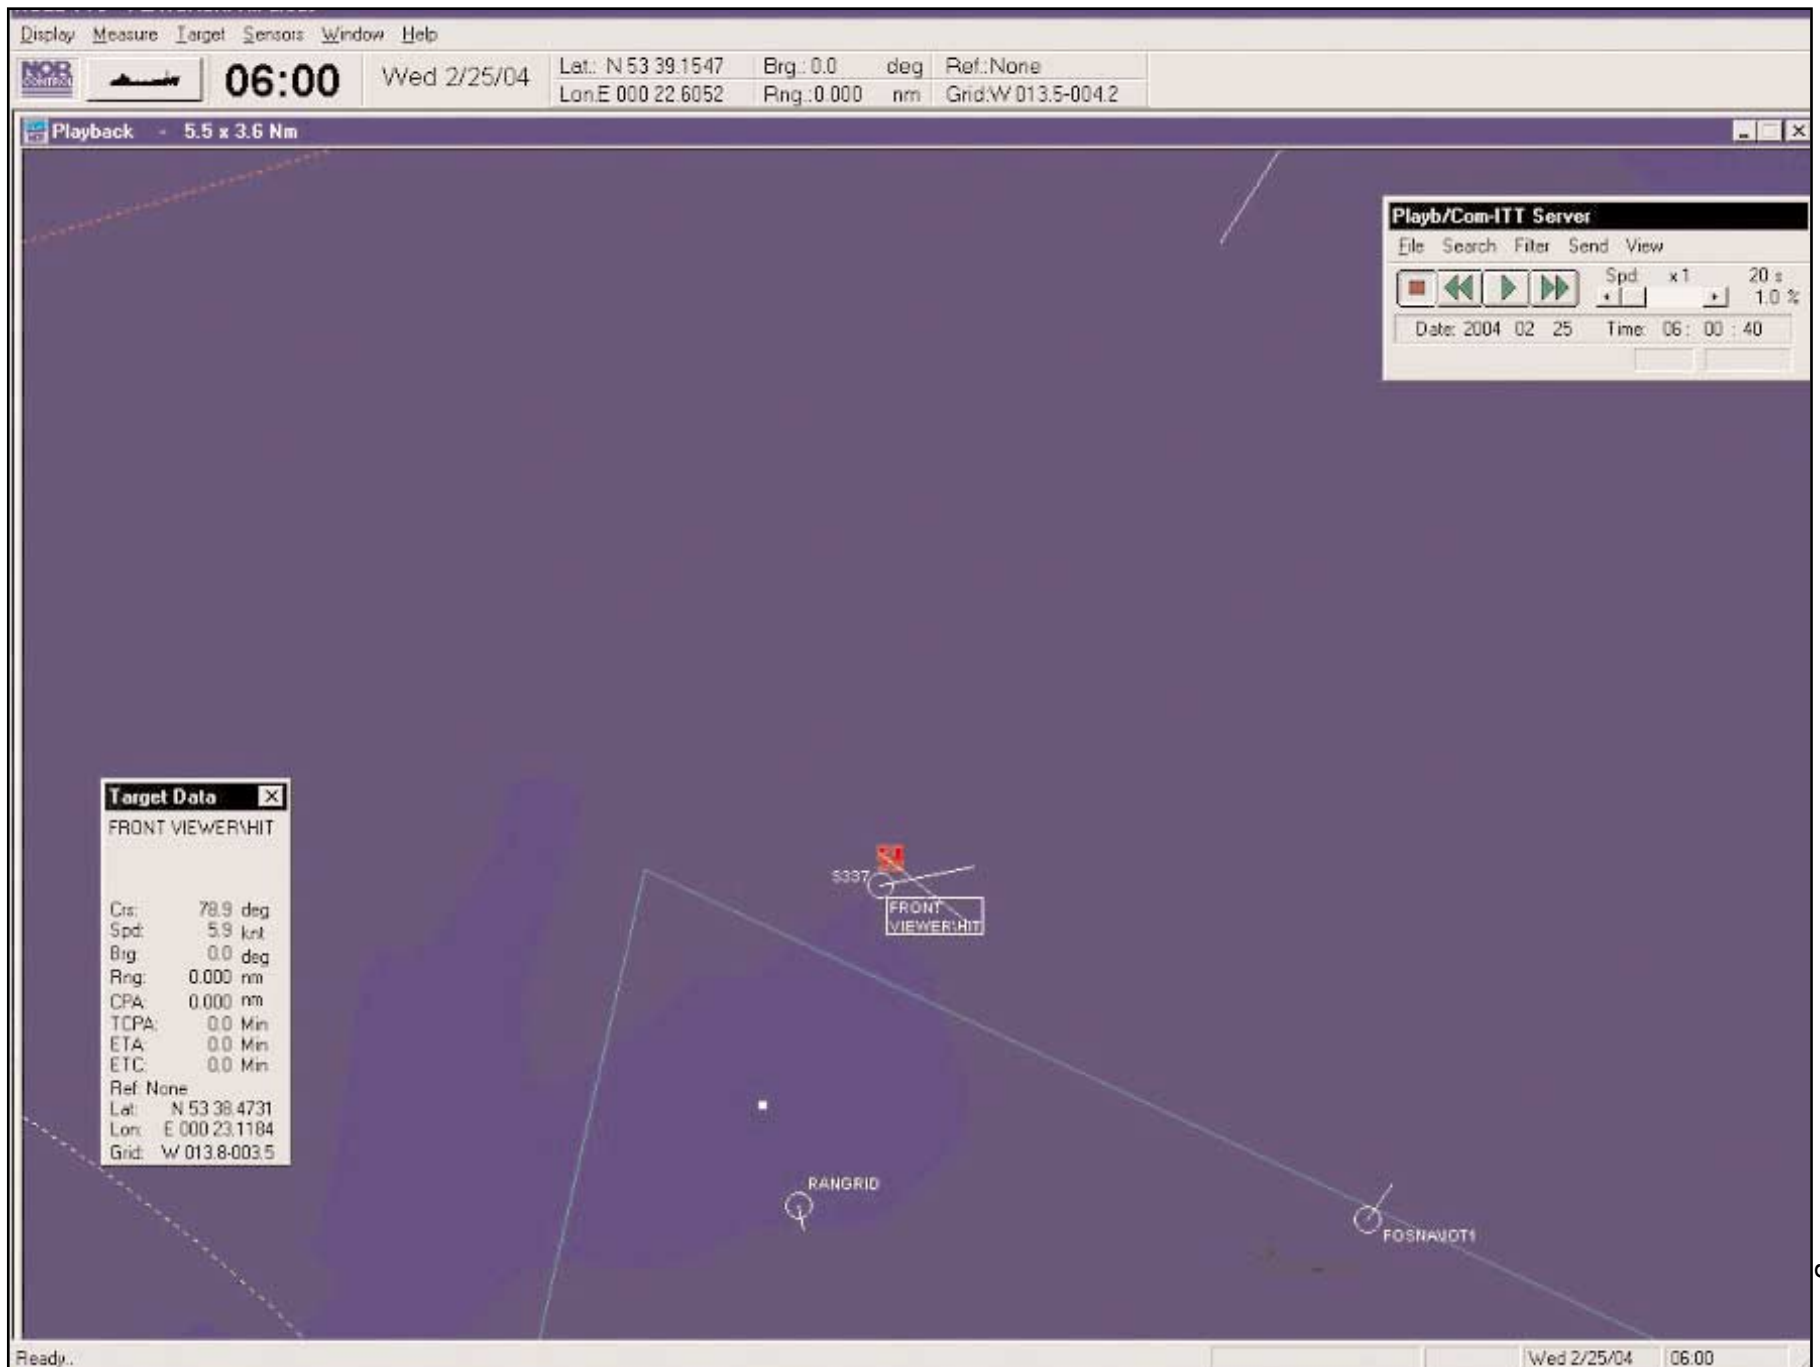 Display Measure Target Sensors Window Help
NOR CONTROL
06:00
Wed 2/25/04
Lat.: N 53 39.1547 Brg.: 0.0 deg Ref.:None
Lon.E 000 22.6052 Rng.:0.000 nm Grid:W 013.5-004.2
Playback - 5.5 x 3.6 Nm
Playb/Com-ITT Server
File Search Filter Send View
Spd x1 20 s
1.0 %
Date: 2004 02 25 Time: 06: 00 : 40
Target Data
FRONT VIEWER\HIT
Crs: 78.9 deg
Spd: 5.9 knt
Brg: 0.0 deg
Rng: 0.000 nm
CPA: 0.000 nm
TCPA: 0.0 Min
ETA: 0.0 Min
ETC: 0.0 Min
Ref: None
Lat: N 53 38.4731
Lon: E 000 23.1184
Grid: W 013.8-003.5
S337
FRONT
VIEWER\HIT
RANGRID
FOSNA\IOT1
Ready..
Wed 2/25/04 06:00